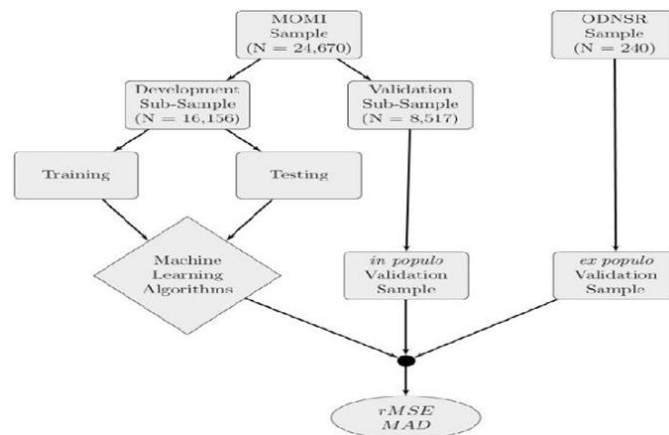 MOMI
Sample
(N = 24,670)
ODNSR
Sample
(N = 240)
Development
Sub-Sample
(N = 16,156)
Validation
Sub-Sample
(N = 8,517)
Training
Testing
Machine
Learning
Algorithms
in populo
Validation
Sample
ex populo
Validation
Sample
rMSE
MAD